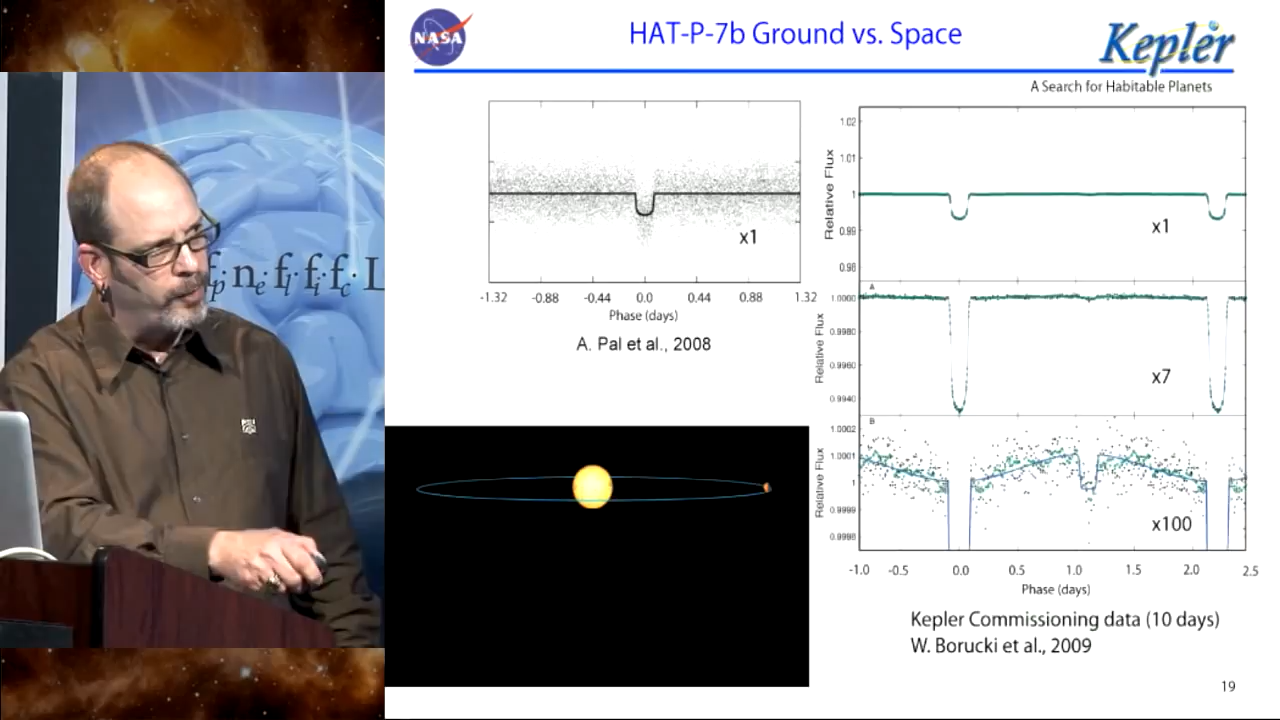 NASA
HAT-P-7b Ground vs. Space
Kepler
A Search for Habitable Planets
x1
-1.32 -0.88 -0.44 0.0 0.44 0.88 1.32
Phase (days)
A. Pal et al., 2008
Relative Flux
1.02
1.01
1
0.99
0.98
x1
Relative Flux
A
1.0000
0.9980
0.9960
0.9940
x7
Relative Flux
B
1.0002
1.0001
1
0.9999
0.9998
x100
-1.0 -0.5 0.0 0.5 1.0 1.5 2.0 2.5
Phase (days)
Kepler Commissioning data (10 days)
W. Borucki et al., 2009
19